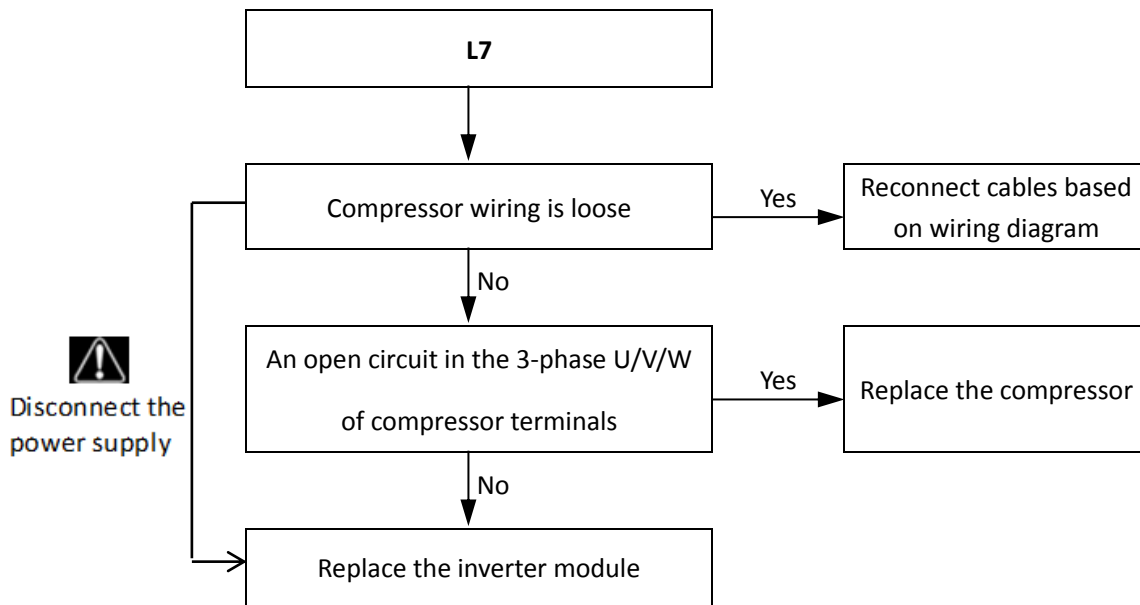 L7
Compressor wiring is loose
Yes
Reconnect cables based
on wiring diagram
No
An open circuit in the 3-phase U/V/W
of compressor terminals
Yes
Replace the compressor
Disconnect the
power supply
No
Replace the inverter module